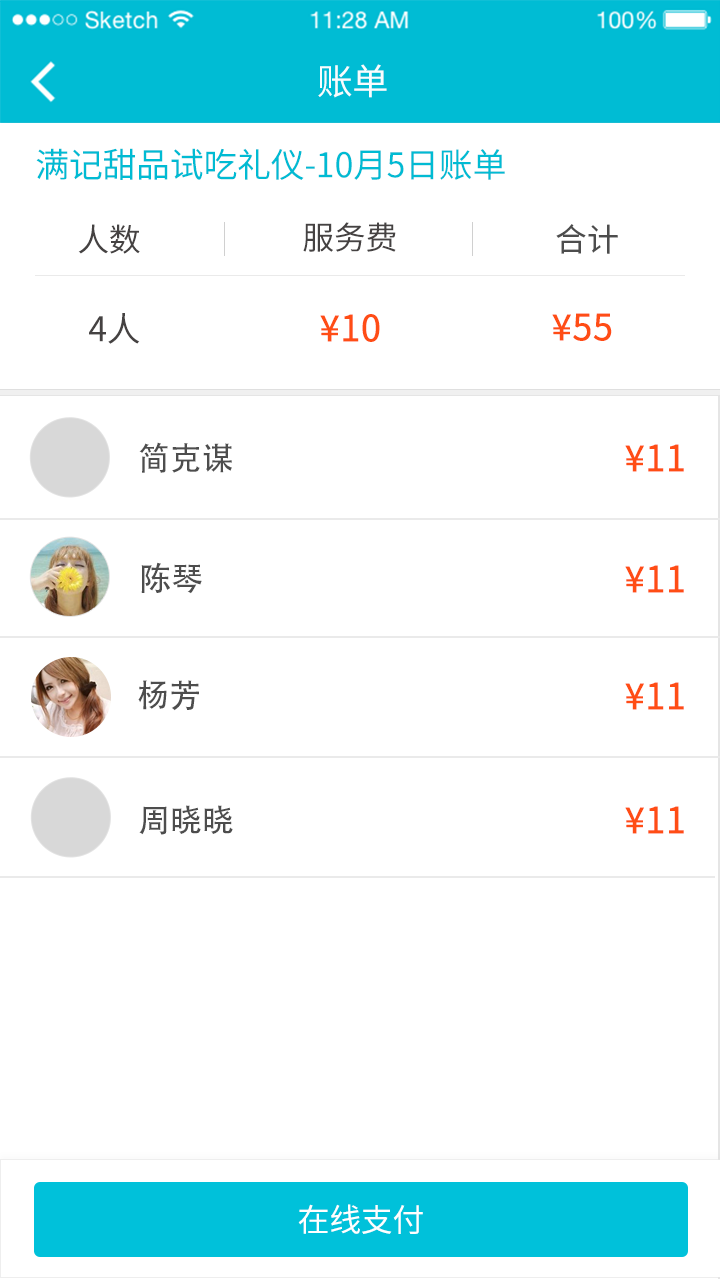 Sketch 11:28 AM 100%
账单
满记甜品试吃礼仪-10月5日账单
人数 服务费 合计
4人 ¥10 ¥55
简克谋 ¥11
陈琴 ¥11
杨芳 ¥11
周晓晓 ¥11
在线支付